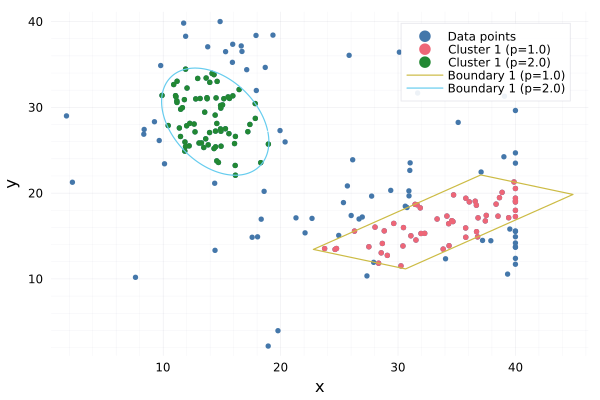 40
30
20
10
y
10
20
30
40
x
Data points
Cluster 1 (p=1.0)
Cluster 1 (p=2.0)
Boundary 1 (p=1.0)
Boundary 1 (p=2.0)